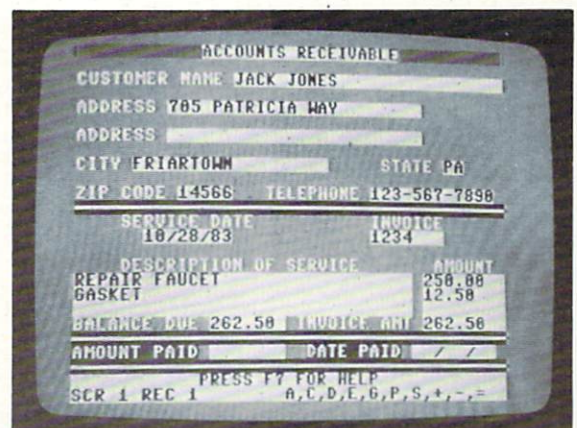 ACCOUNTS RECEIVABLE
CUSTOMER NAME JACK JONES
ADDRESS 705 PATRICIA WAY
ADDRESS
CITY FRIARTOWN STATE PA
ZIP CODE 14566 TELEPHONE 123-567-7890
SERVICE DATE INVOICE
10/28/83 1234
DESCRIPTION OF SERVICE AMOUNT
REPAIR FAUCET 250.00
GASKET 12.50
BALANCE DUE 262.50 INVOICE AMT 262.50
AMOUNT PAID DATE PAID / /
PRESS F7 FOR HELP
SCR 1 REC 1 A,C,D,E,G,P,S,+,-,=